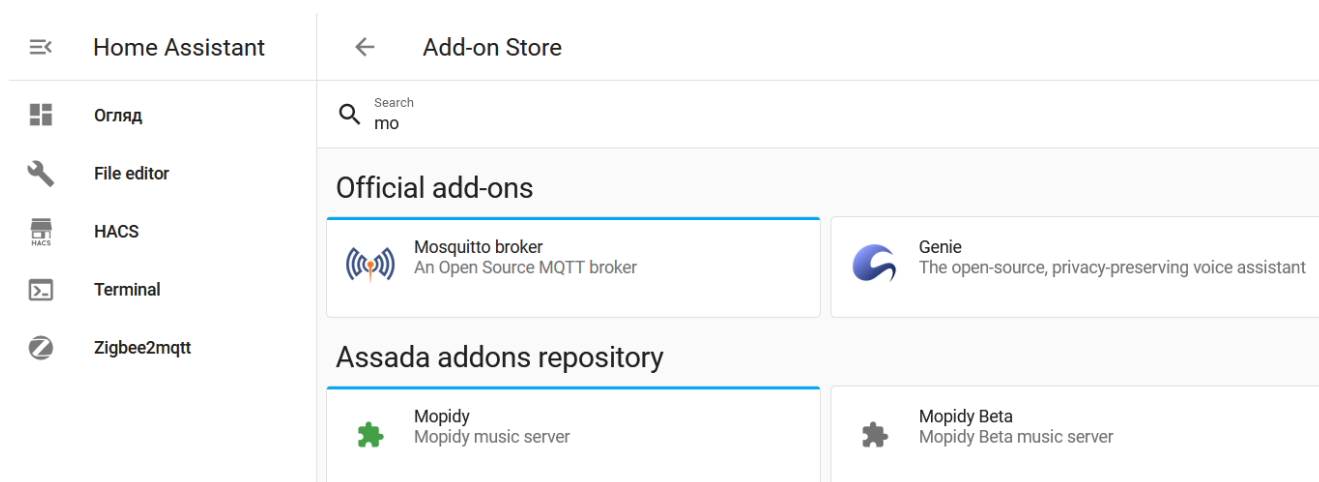 Home Assistant
Add-on Store
Огляд
File editor
HACS
HACS
Terminal
Zigbee2mqtt
Search
mo
Official add-ons
Mosquitto broker
An Open Source MQTT broker
Genie
The open-source, privacy-preserving voice assistant
Assada addons repository
Mopidy
Mopidy music server
Mopidy Beta
Mopidy Beta music server